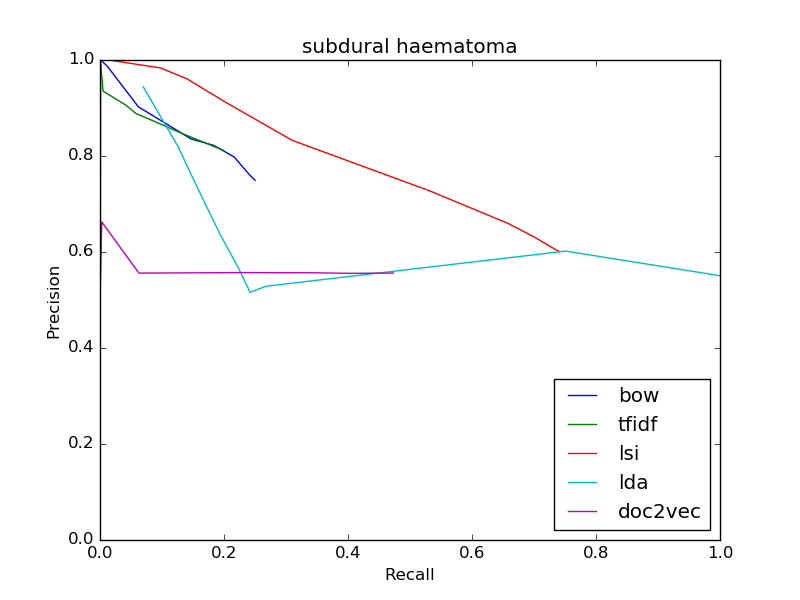 subdural haematoma
1.0
0.8
0.6
0.4
0.2
0.0
Precision
0.0 0.2 0.4 0.6 0.8 1.0
Recall
bow
tfidf
lsi
lda
doc2vec